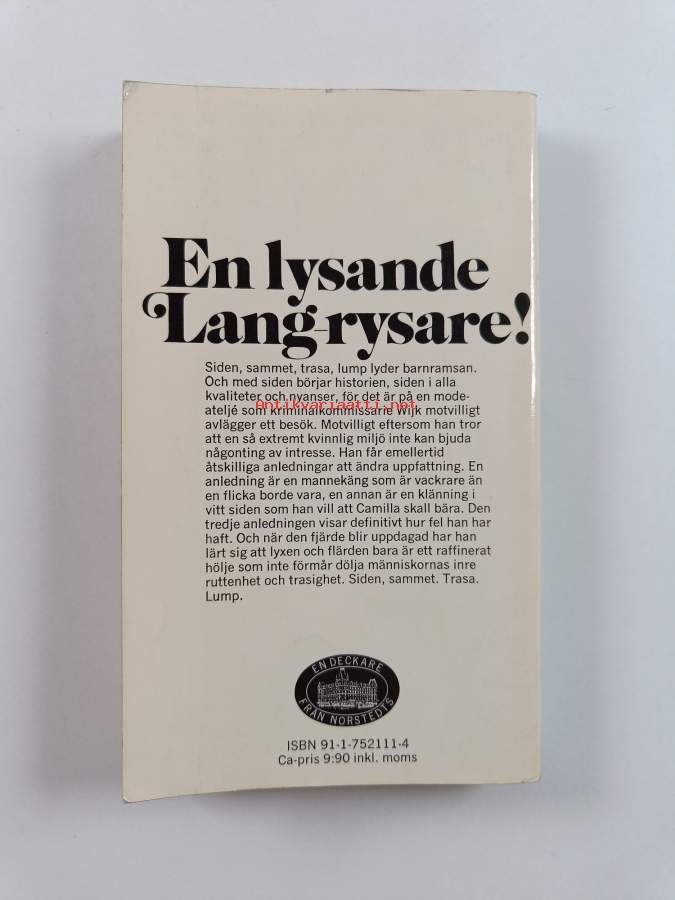 En lysande
Lang-rysare!
Siden, sammet, trasa, lump lyder barnramsan.
Och med siden börjar historien, siden i alla
kvaliteter och nyanser, för det är på en mode-
ateljé som kriminalkommissarie Wijk motvilligt
Antikvariaatti.net
avlägger ett besök. Motvilligt eftersom han tror
att en så extremt kvinnlig miljö inte kan bjuda
någonting av intresse. Han får emellertid
åtskilliga anledningar att ändra uppfattning. En
anledning är en mannekäng som är vackrare än
en flicka borde vara, en annan är en klänning i
vitt siden som han vill att Camilla skall bära. Den
tredje anledningen visar definitivt hur fel han har
haft. Och när den fjärde blir uppdagad har han
lärt sig att lyxen och flärden bara är ett raffinerat
hölje som inte förmår dölja människornas inre
ruttenhet och trasighet. Siden, sammet. Trasa.
Lump.
EN DECKARE
FRÅN NORSTEDTS
ISBN 91-1-752111-4
Ca-pris 9:90 inkl. moms